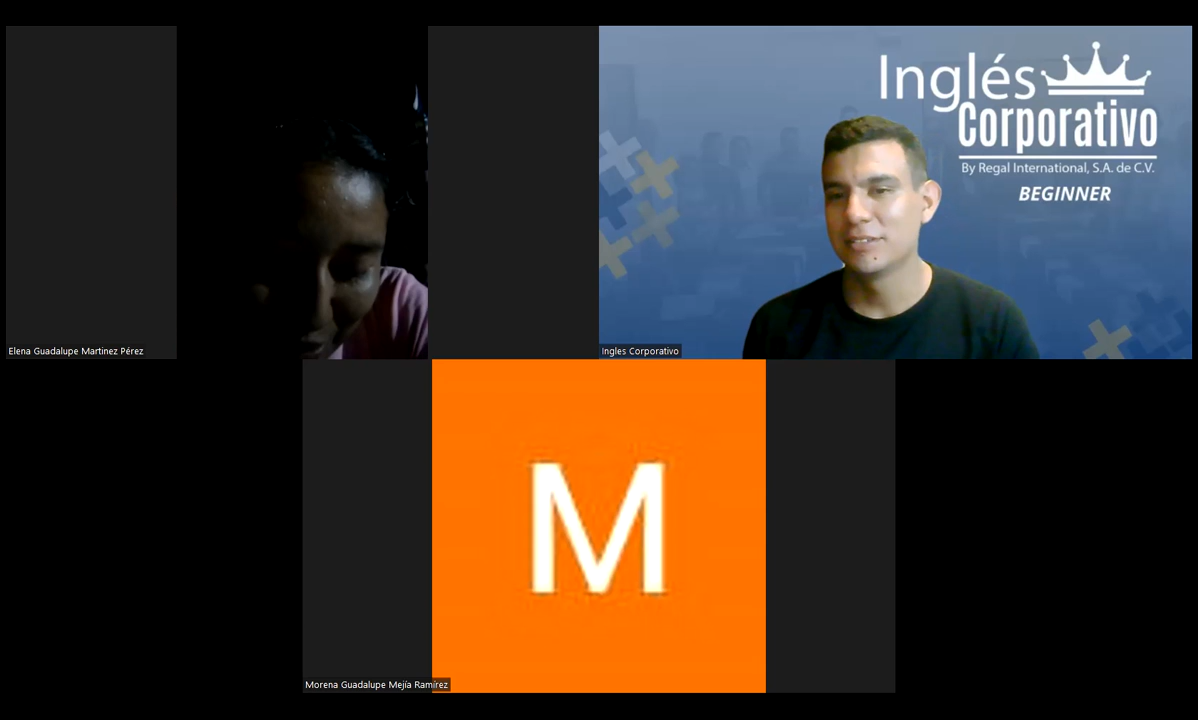 Inglés
Corporativo
By Regal International, S.A. de C.V.
BEGINNER
Elena Guadalupe Martinez Pérez
Ingles Corporativo
M
Morena Guadalupe Mejía Ramírez